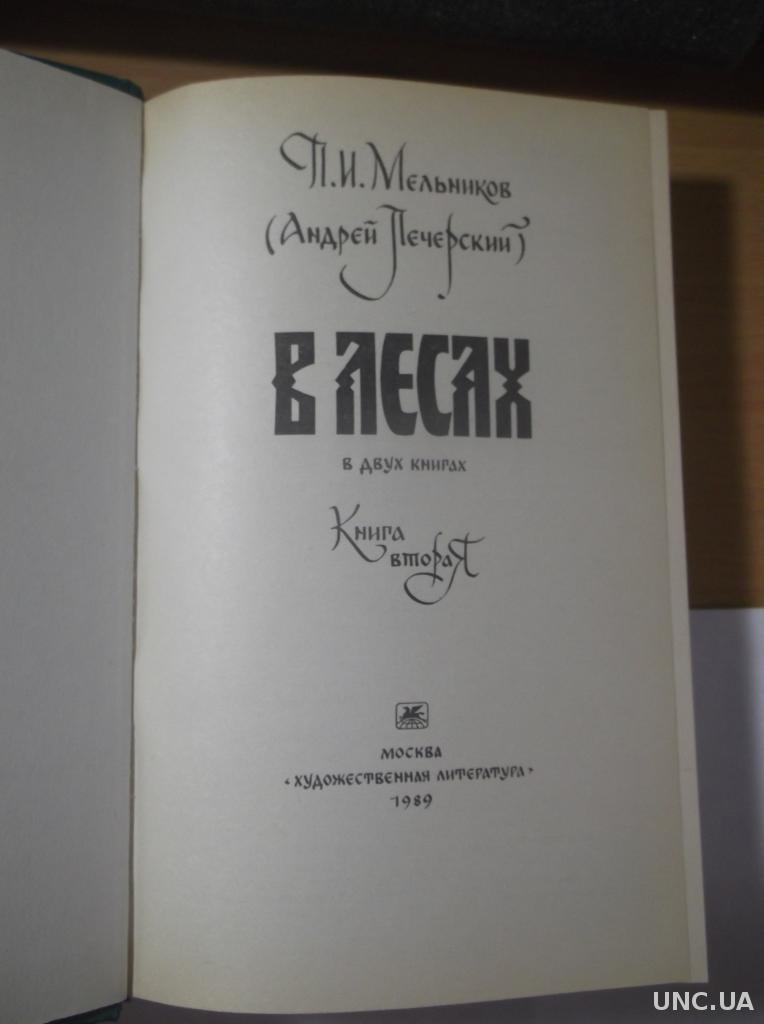 П.И. Мельников
(Андрей Печерский)
В ЛЕСАХ
В ДВУХ КНИГАХ
Книга
вторая
МОСКВА
«ХУДОЖЕСТВЕННАЯ ЛИТЕРАТУРА»
1989
UNC.UA